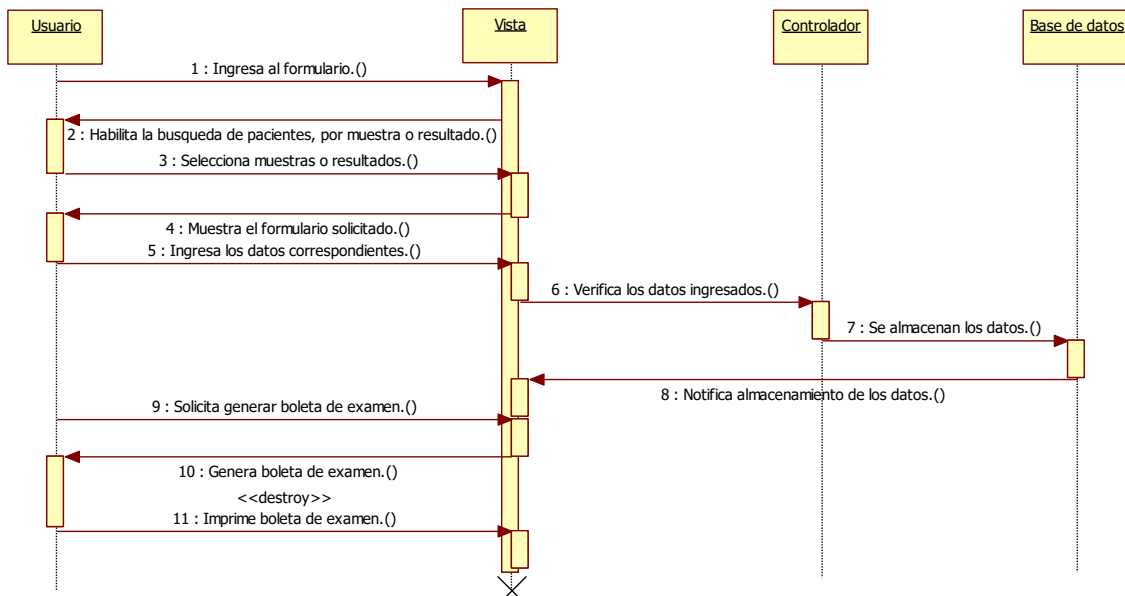 Usuario
Vista
Controlador
Base de datos
1 : Ingresa al formulario.()
2 : Habilita la busqueda de pacientes, por muestra o resultado.()
3 : Selecciona muestras o resultados.()
4 : Muestra el formulario solicitado.()
5 : Ingresa los datos correspondientes.()
6 : Verifica los datos ingresados.()
7 : Se almacenan los datos.()
8 : Notifica almacenamiento de los datos.()
9 : Solicita generar boleta de examen.()
10 : Genera boleta de examen.()
<<destroy>>
11 : Imprime boleta de examen.()